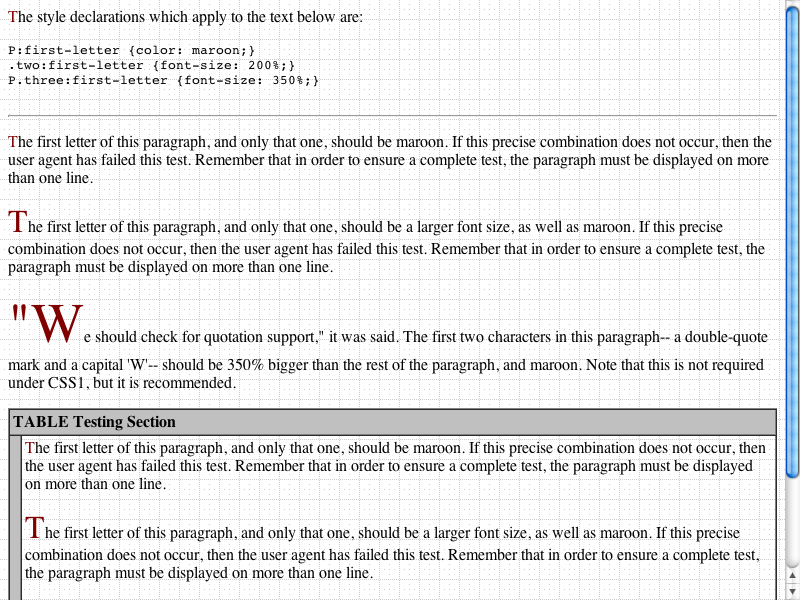 The style declarations which apply to the text below are:
P:first-letter {color: maroon;}
.two:first-letter {font-size: 200%;}
P.three:first-letter {font-size: 350%;}
The first letter of this paragraph, and only that one, should be maroon. If this precise combination does not occur, then the
user agent has failed this test. Remember that in order to ensure a complete test, the paragraph must be displayed on more
than one line.
The first letter of this paragraph, and only that one, should be a larger font size, as well as maroon. If this precise
combination does not occur, then the user agent has failed this test. Remember that in order to ensure a complete test, the
paragraph must be displayed on more than one line.
"We should check for quotation support," it was said. The first two characters in this paragraph-- a double-quote
mark and a capital 'W'-- should be 350% bigger than the rest of the paragraph, and maroon. Note that this is not required
under CSS1, but it is recommended.
TABLE Testing Section
The first letter of this paragraph, and only that one, should be maroon. If this precise combination does not occur, then
the user agent has failed this test. Remember that in order to ensure a complete test, the paragraph must be displayed
on more than one line.
The first letter of this paragraph, and only that one, should be a larger font size, as well as maroon. If this precise
combination does not occur, then the user agent has failed this test. Remember that in order to ensure a complete test,
the paragraph must be displayed on more than one line.